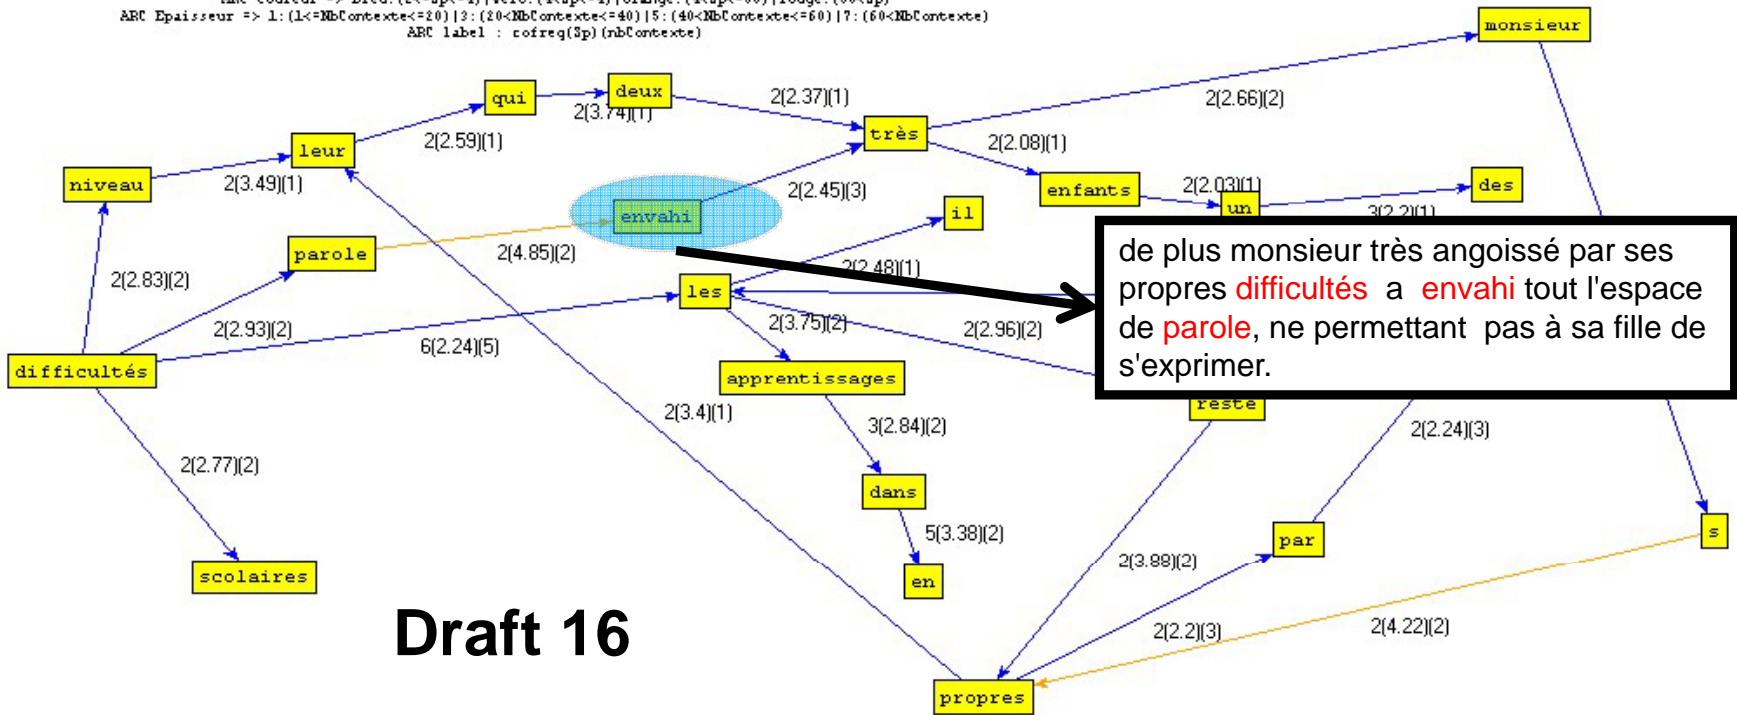 ARC Epaisseur => 1:(1<=NbContexte<=20)|3:(20<NbContexte<=40)|5:(40<NbContexte<=60)|7:(60<NbContexte)
ARC label : cofreq(Sp)(nbContexte)
monsieur
qui
deux
2(3.74)(1)
2(2.37)(1)
2(2.66)(2)
très
leur
2(2.59)(1)
2(2.08)(1)
niveau
2(3.49)(1)
2(2.45)(3)
enfants
2(2.03)(1)
des
un
3(2.2)(1)
envahi
il
parole
2(4.85)(2)
2(2.48)(1)
2(2.83)(2)
les
de plus monsieur très angoissé par ses
propres difficultés a envahi tout l'espace
de parole, ne permettant pas à sa fille de
s'exprimer.
2(2.93)(2)
6(2.24)(5)
2(3.75)(2)
2(2.96)(2)
difficultés
apprentissages
reste
2(3.4)(1)
3(2.84)(2)
2(2.24)(3)
2(2.77)(2)
dans
5(3.38)(2)
par
s
scolaires
en
2(3.99)(2)
Draft 16
2(2.2)(3)
2(4.22)(2)
propres